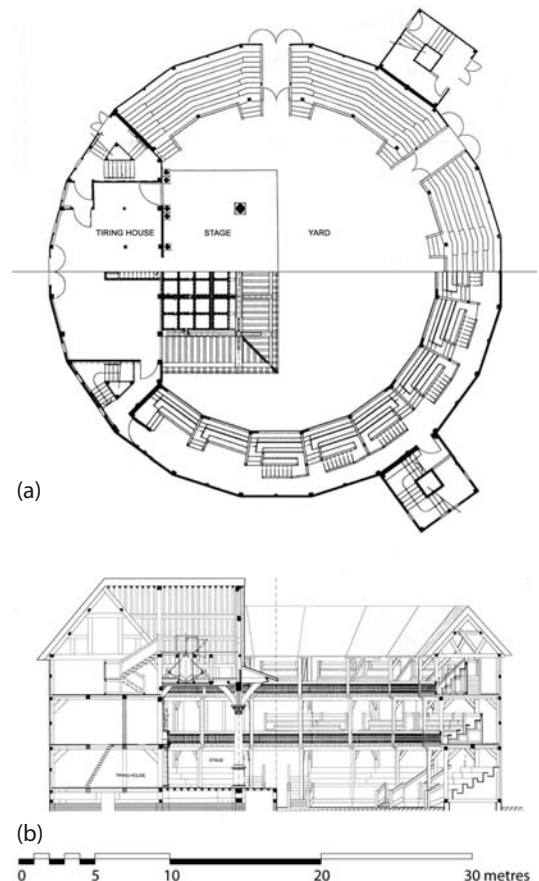 TIRING HOUSE STAGE YARD
(a)
STAGE
TIRING-HOUSE
(b)
0 5 10 20 30 metres